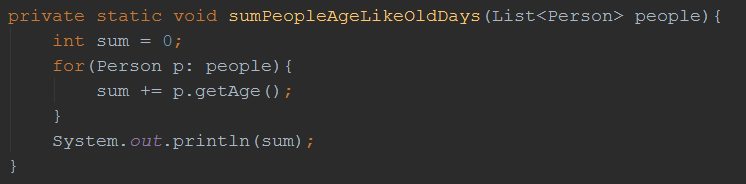 private static void sumPeopleAgeLikeOldDays(List<Person> people){
    int sum = 0;
    for(Person p: people){
        sum += p.getAge();
    }
    System.out.println(sum);
}